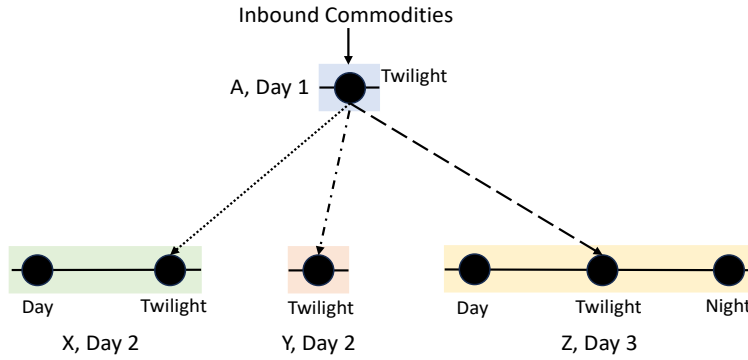 Inbound Commodities
A, Day 1
Twilight
Day
Twilight
Twilight
Day
Twilight
Night
X, Day 2
Y, Day 2
Z, Day 3